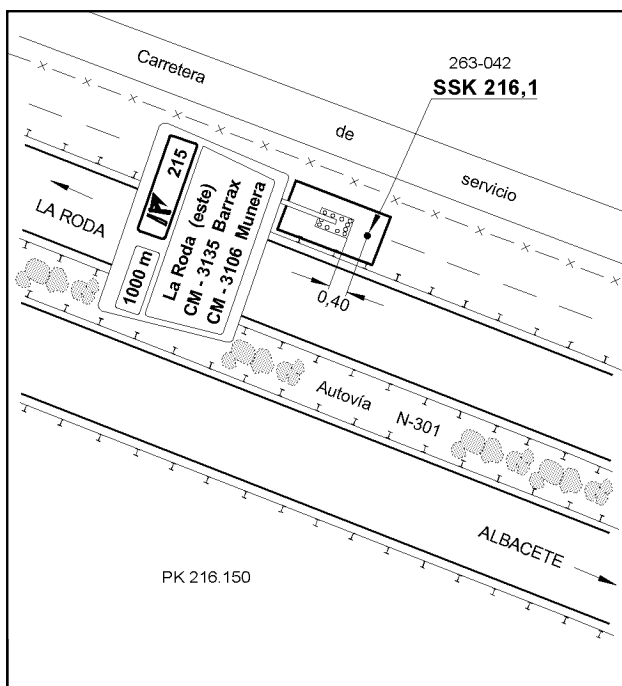 Carretera de servicio
263-042
SSK 216,1
LA RODA
215
1000 m
La Roda (este)
CM - 3135 Barrax
CM - 3106 Munera
0,40
Autovía N-301
ALBACETE
PK 216.150